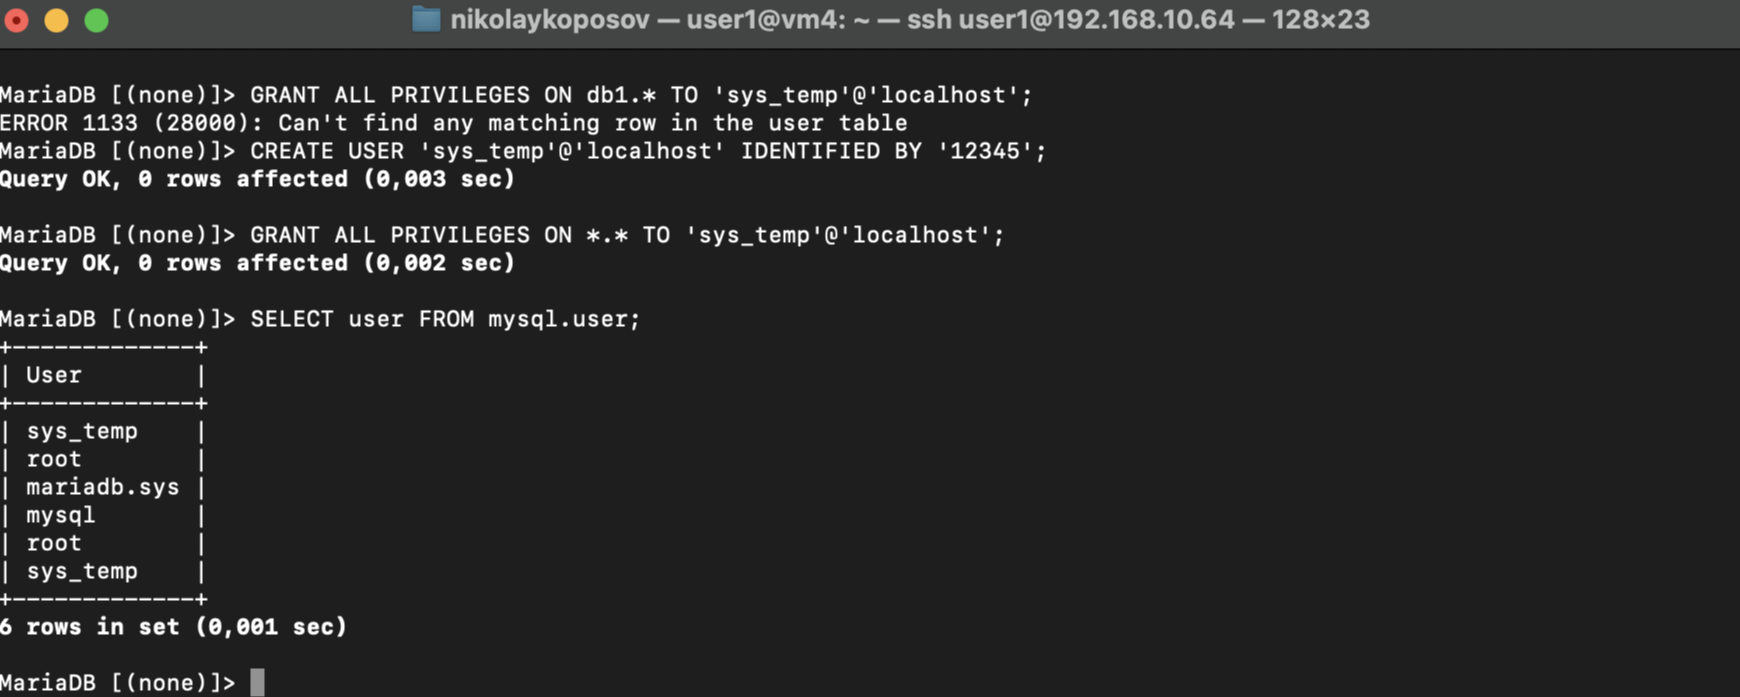 nikolaykoposov — user1@vm4: ~ — ssh user1@192.168.10.64 — 128×23
MariaDB [(none)]> GRANT ALL PRIVILEGES ON db1.* TO 'sys_temp'@'localhost';
ERROR 1133 (28000): Can't find any matching row in the user table
MariaDB [(none)]> CREATE USER 'sys_temp'@'localhost' IDENTIFIED BY '12345';
Query OK, 0 rows affected (0,003 sec)
MariaDB [(none)]> GRANT ALL PRIVILEGES ON *.* TO 'sys_temp'@'localhost';
Query OK, 0 rows affected (0,002 sec)
MariaDB [(none)]> SELECT user FROM mysql.user;
+-------------+
| User        |
+-------------+
| sys_temp    |
| root        |
| mariadb.sys |
| mysql       |
| root        |
| sys_temp    |
+-------------+
6 rows in set (0,001 sec)
MariaDB [(none)]>